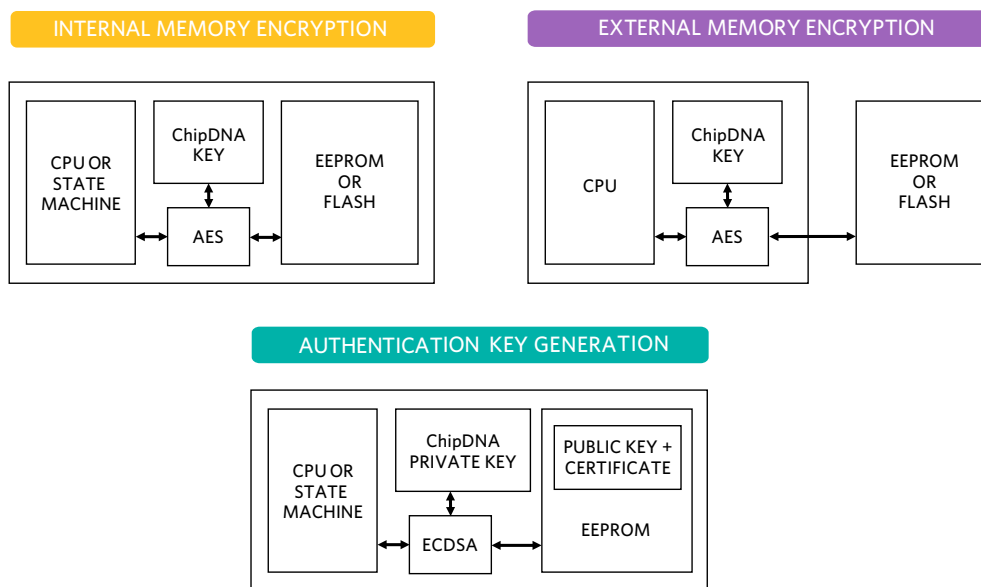 INTERNAL MEMORY ENCRYPTION
CPU OR
STATE
MACHINE
ChipDNA
KEY
AES
EEPROM
OR
FLASH
EXTERNAL MEMORY ENCRYPTION
CPU
ChipDNA
KEY
AES
EEPROM
OR
FLASH
AUTHENTICATION KEY GENERATION
CPU OR
STATE
MACHINE
ChipDNA
PRIVATE KEY
ECDSA
PUBLIC KEY +
CERTIFICATE
EEPROM